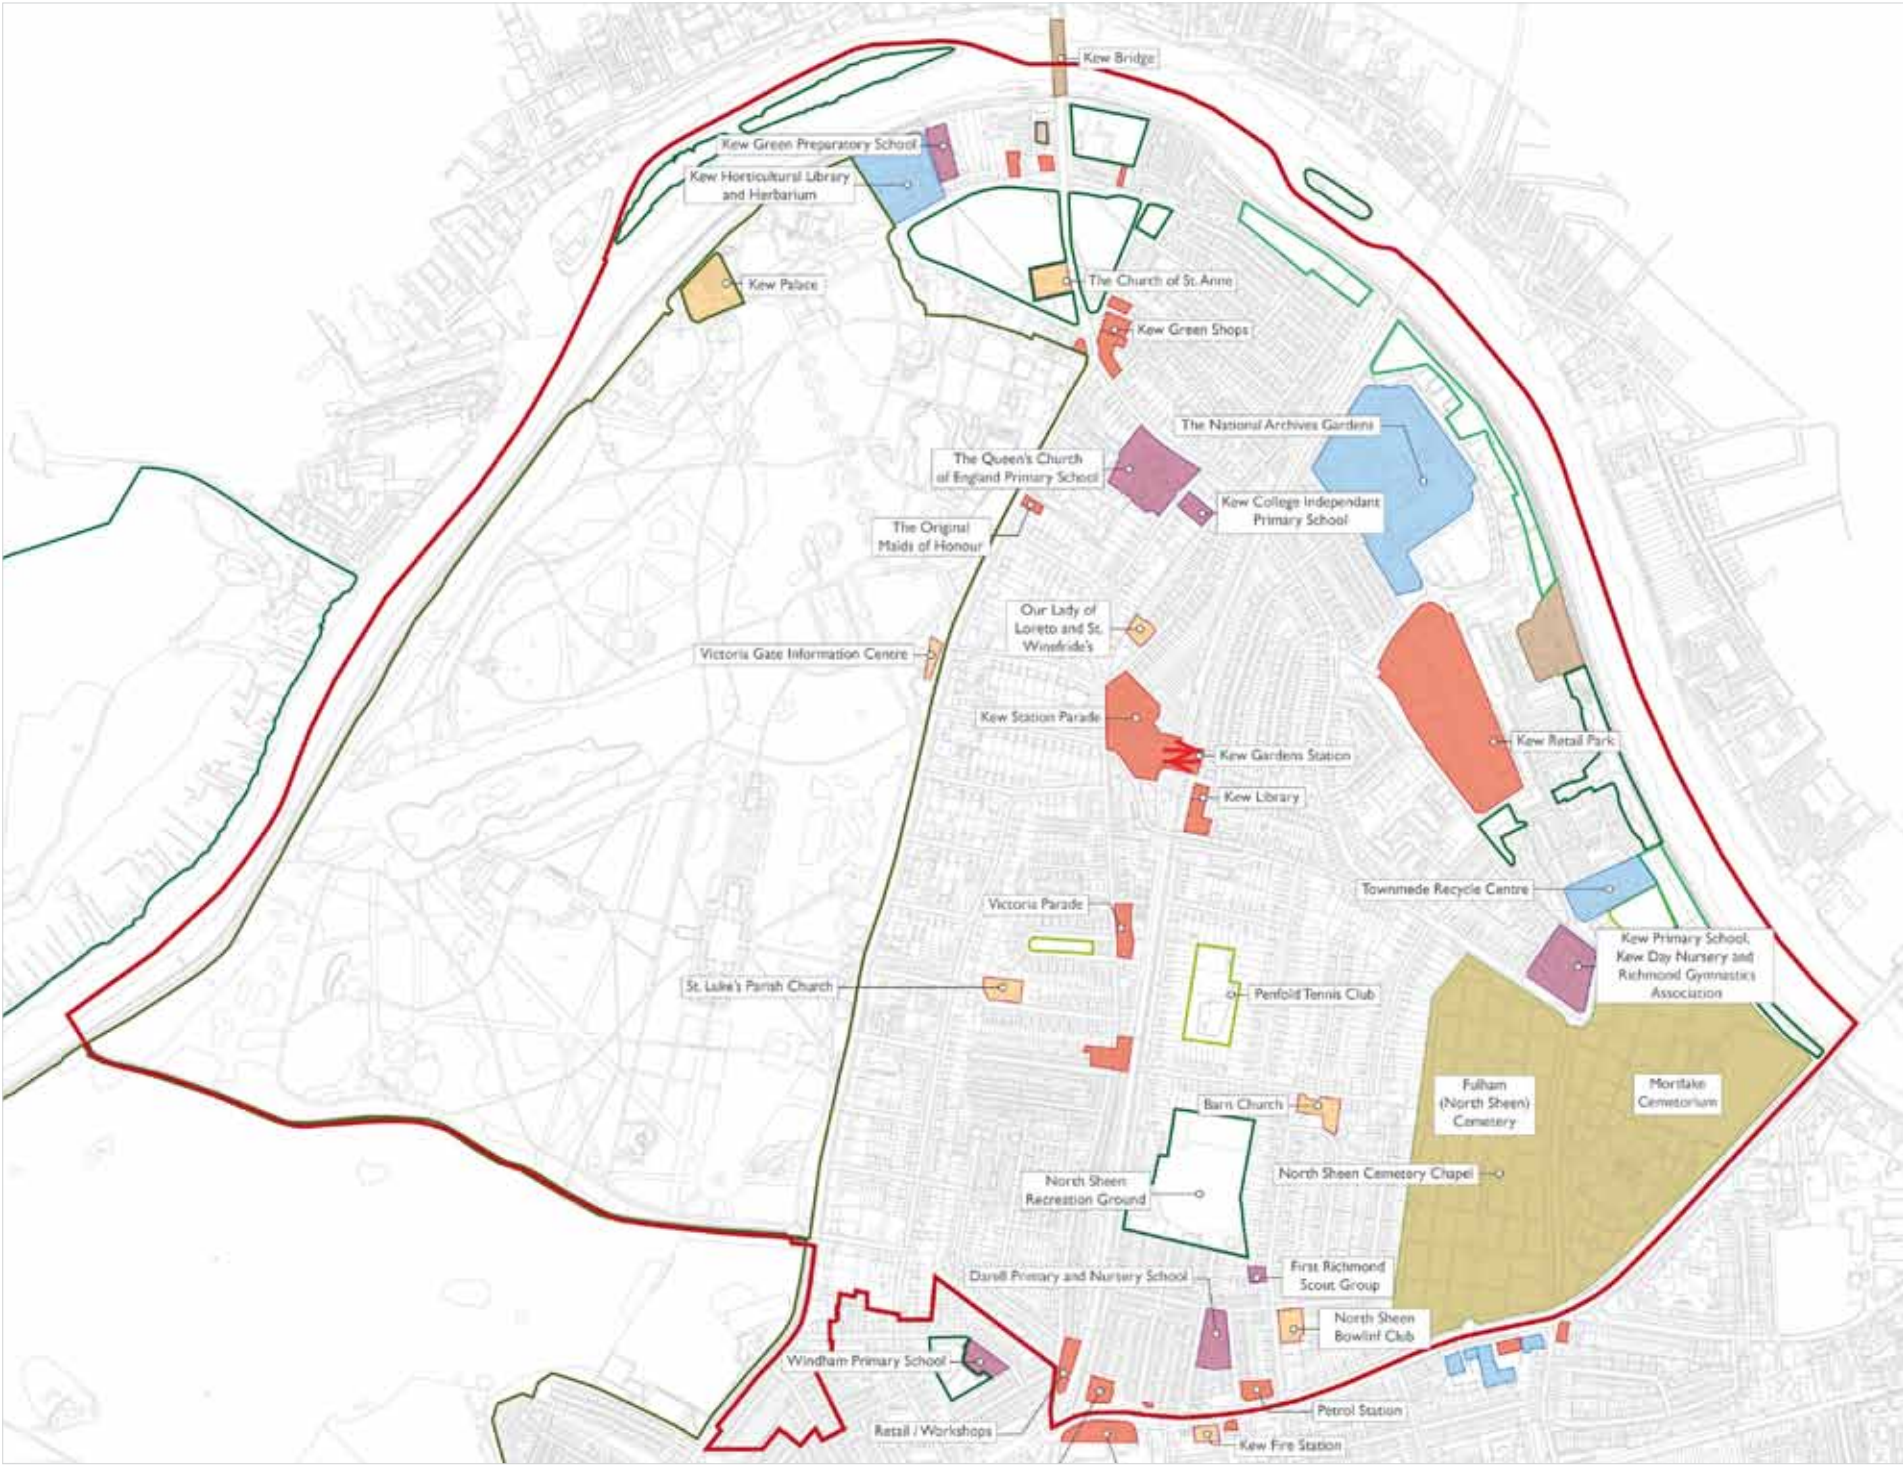 Kew Bridge
Kew Green Preparatory School
Kew Horticultural Library
and Herbarium
Kew Palace
The Church of St. Anne
Kew Green Shops
The National Archives Gardens
The Queen's Church
of England Primary School
Kew College Independant
Primary School
The Original
Maids of Honour
Our Lady of
Loreto and St.
Winefride's
Victoria Gate Information Centre
Kew Station Parade
Kew Retail Park
Kew Gardens Station
Kew Library
Townmede Recycle Centre
Victoria Parade
Kew Primary School,
Kew Day Nursery and
Richmond Gymnastics
Association
St. Luke's Parish Church
Penfold Tennis Club
Fulham
(North Sheen)
Cemetery
Mortlake
Cemetorium
Barn Church
North Sheen Cemetery Chapel
North Sheen
Recreation Ground
First Richmond
Scout Group
Darell Primary and Nursery School
North Sheen
Bowlinf Club
Windham Primary School
Petrol Station
Retail / Workshops
Kew Fire Station